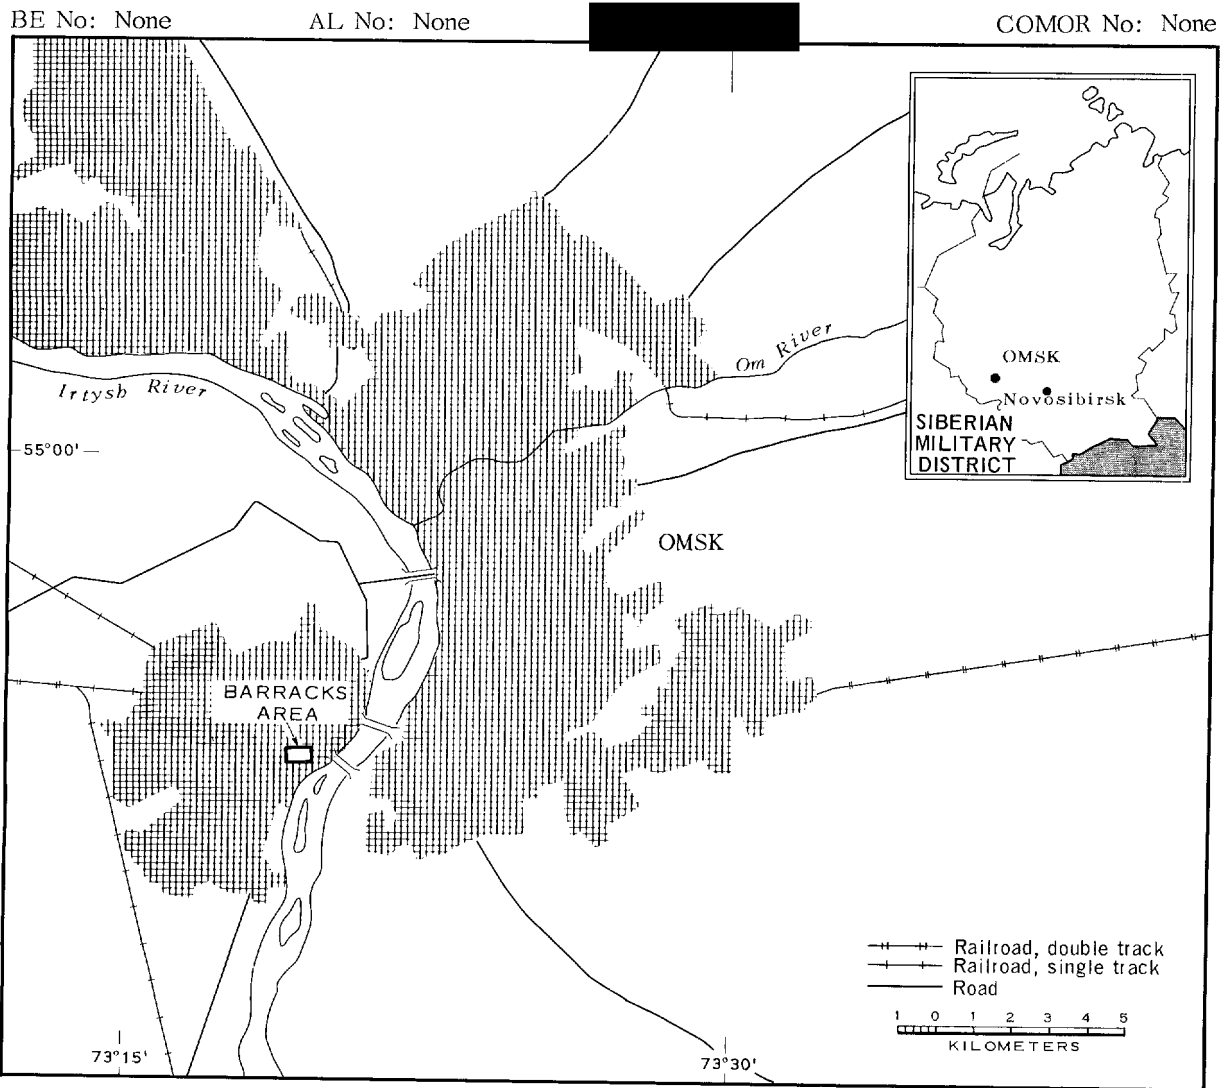 BE No: None AL No: None COMOR No: None
OMSK
Novosibirsk
SIBERIAN
MILITARY
DISTRICT
Om River
Irtysh River
55°00'
OMSK
BARRACKS
AREA
Railroad, double track
Railroad, single track
Road
1 0 1 2 3 4 5
KILOMETERS
73°15'
73°30'